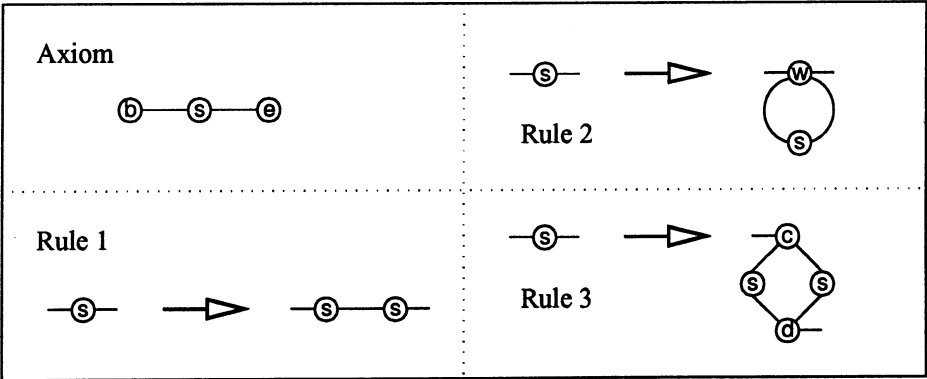 Axiom
b s e
Rule 1
s s s
s w
Rule 2
s
s c
Rule 3
s s
d